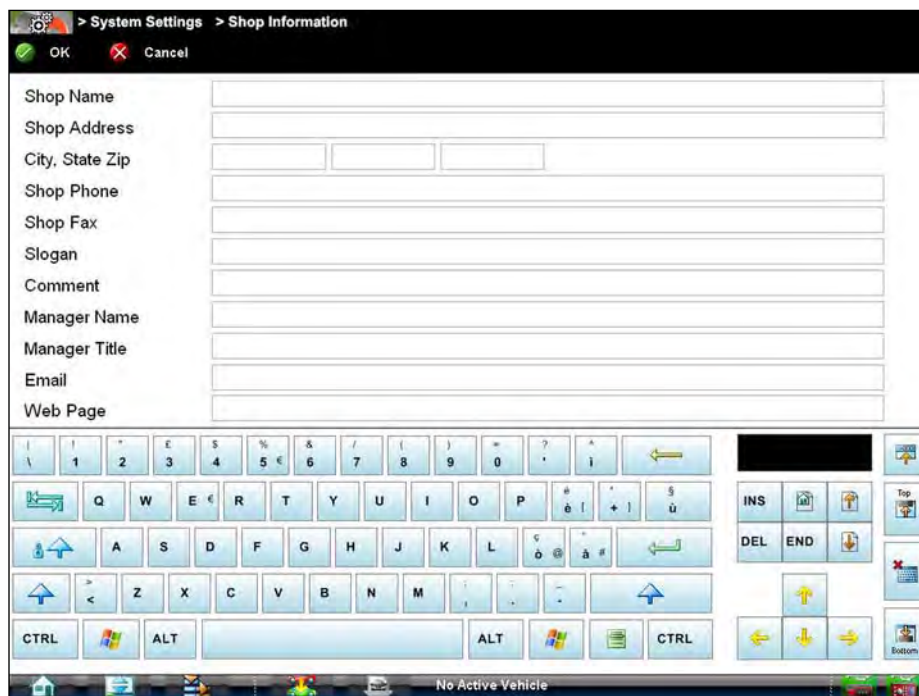 > System Settings > Shop Information
OK Cancel
Shop Name
Shop Address
City, State Zip
Shop Phone
Shop Fax
Slogan
Comment
Manager Name
Manager Title
Email
Web Page
| ! " £ $ % & / ( ) = ? ^
\ 1 2 3 4 5 € 6 7 8 9 0 ' ì
Q W E € R T Y U I O P é è [ * + ] § ù
INS
Top
A S D F G H J K L ç ò @ ° à #
DEL END
> < Z X C V B N M ; , : . _ -
CTRL ALT ALT CTRL
Bottom
No Active Vehicle